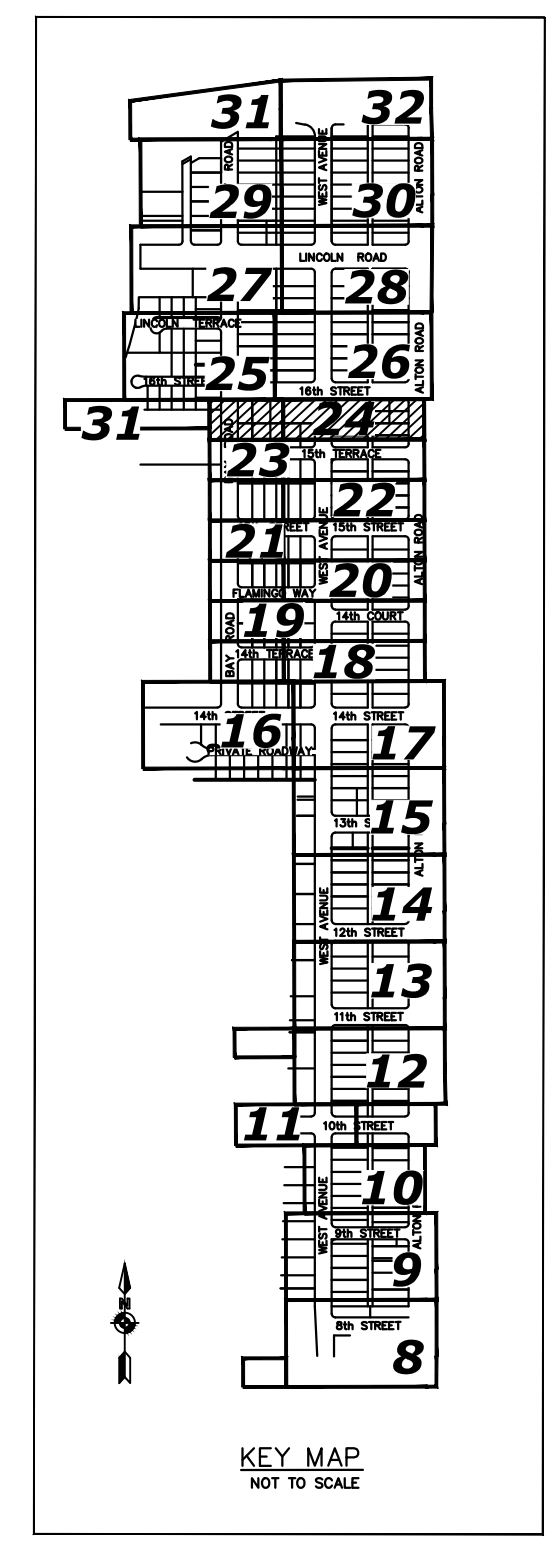 31
32
ROAD
WEST AVENUE
ALTON ROAD
29
30
LINCOLN ROAD
27
28
LINCOLN TERRACE
ALTON ROAD
26
25
16th STREET
31
24
15th TERRACE
23
22
15th STREET
WEST AVENUE
ALTON ROAD
21
20
FLAMINGO WAY
14th COURT
19
BAY ROAD
14th TERRACE
18
14th
14th STREET
16
17
PRIVATE ROADWAY
15
13th S
ALTON
14
WEST AVENUE
12th STREET
13
11th STREET
12
11
10th STREET
10
WEST AVENUE
ALTON
9th STREET
9
8th STREET
N
8
KEY MAP
NOT TO SCALE